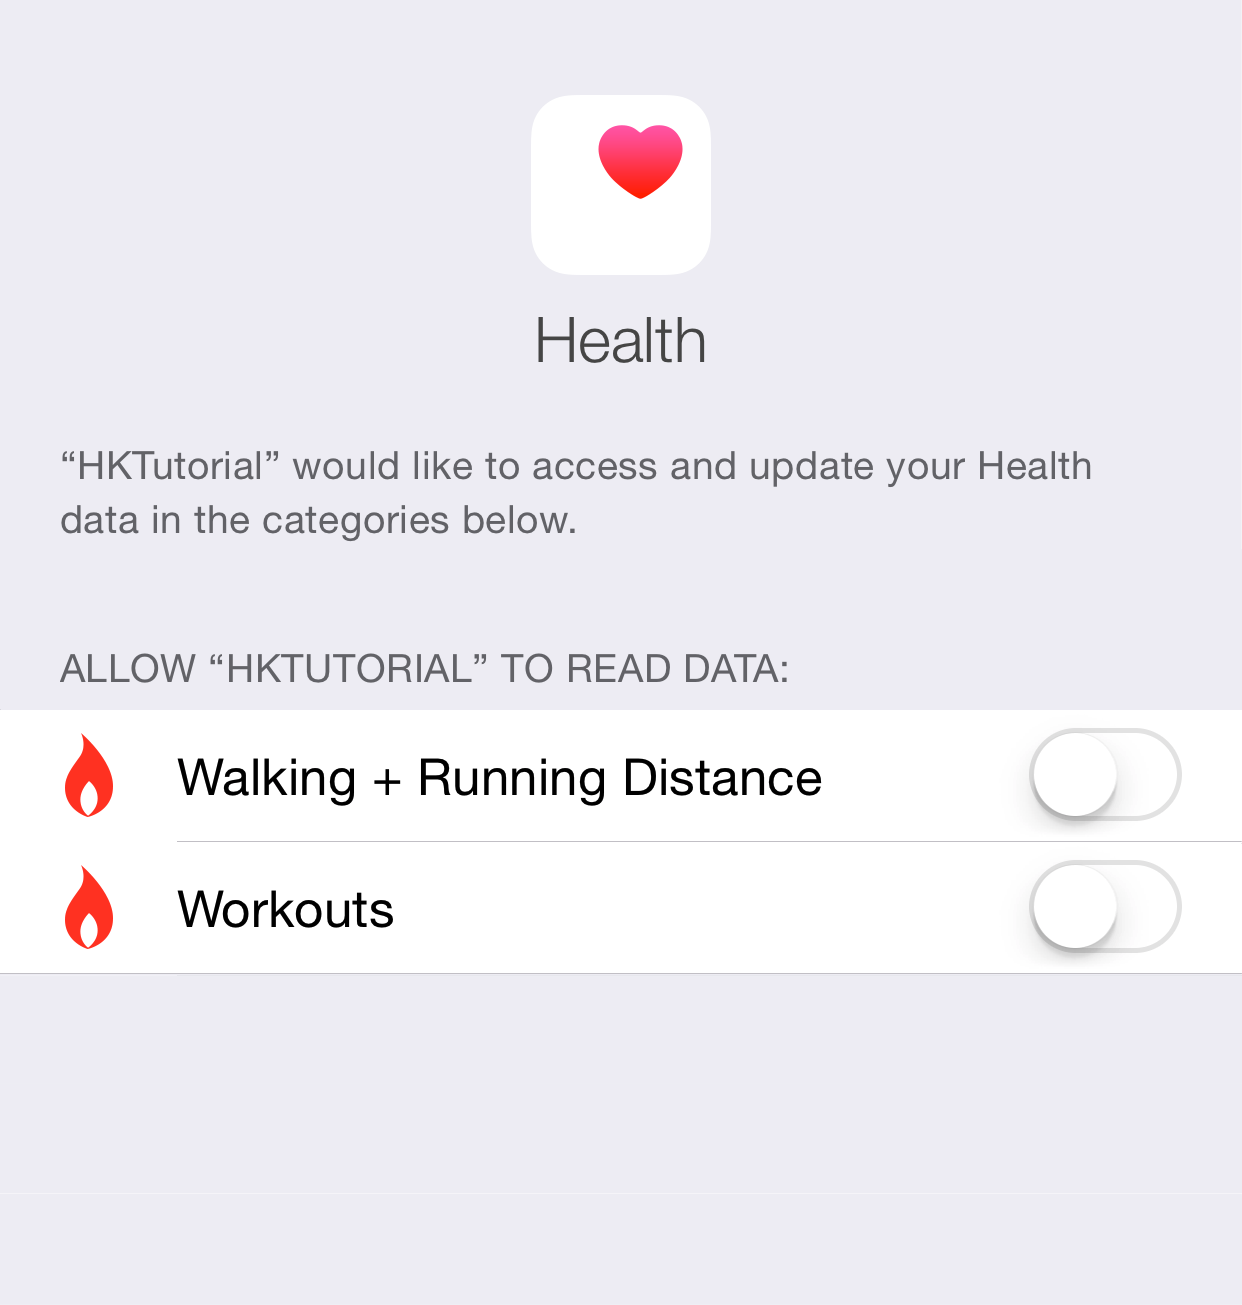 Health
“HKTutorial” would like to access and update your Health
data in the categories below.
ALLOW “HKTUTORIAL” TO READ DATA:
Walking + Running Distance
Workouts